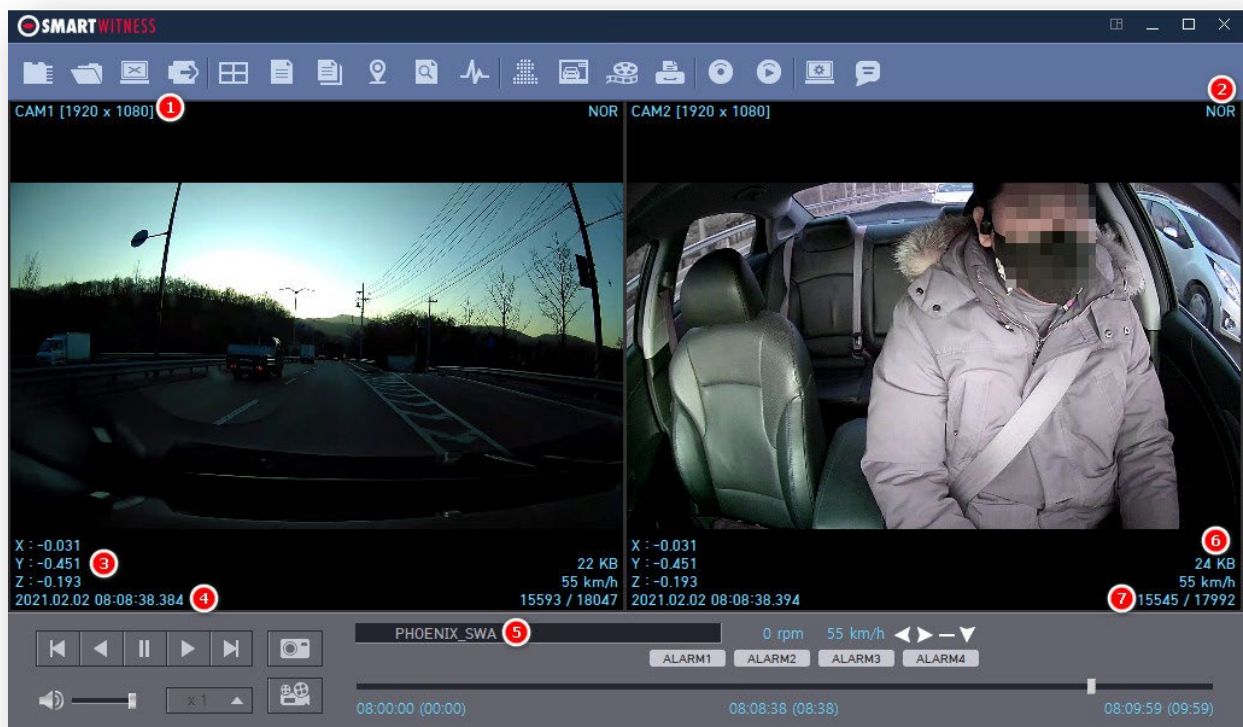 SMARTWITNESS
CAM1 [1920 x 1080] 1 NOR
CAM2 [1920 x 1080] 2 NOR
X : -0.031
Y : -0.451 3 22 KB
Z : -0.193 55 km/h
2021.02.02 08:08:38.384 4 15593 / 18047
X : -0.031 6
Y : -0.451 24 KB
Z : -0.193 55 km/h
2021.02.02 08:08:38.394 7 15545 / 17992
PHOENIX_SWA 5 0 rpm 55 km/h
ALARM1 ALARM2 ALARM3 ALARM4
x 1
08:00:00 (00:00) 08:08:38 (08:38) 08:09:59 (09:59)